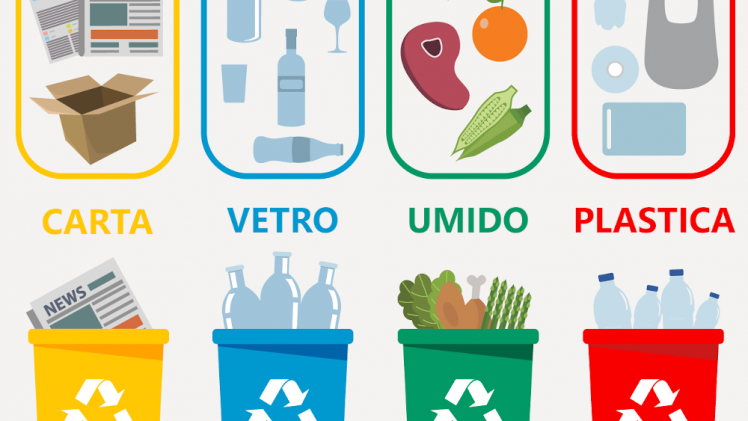 CARTA
VETRO
UMIDO
PLASTICA
NEWS